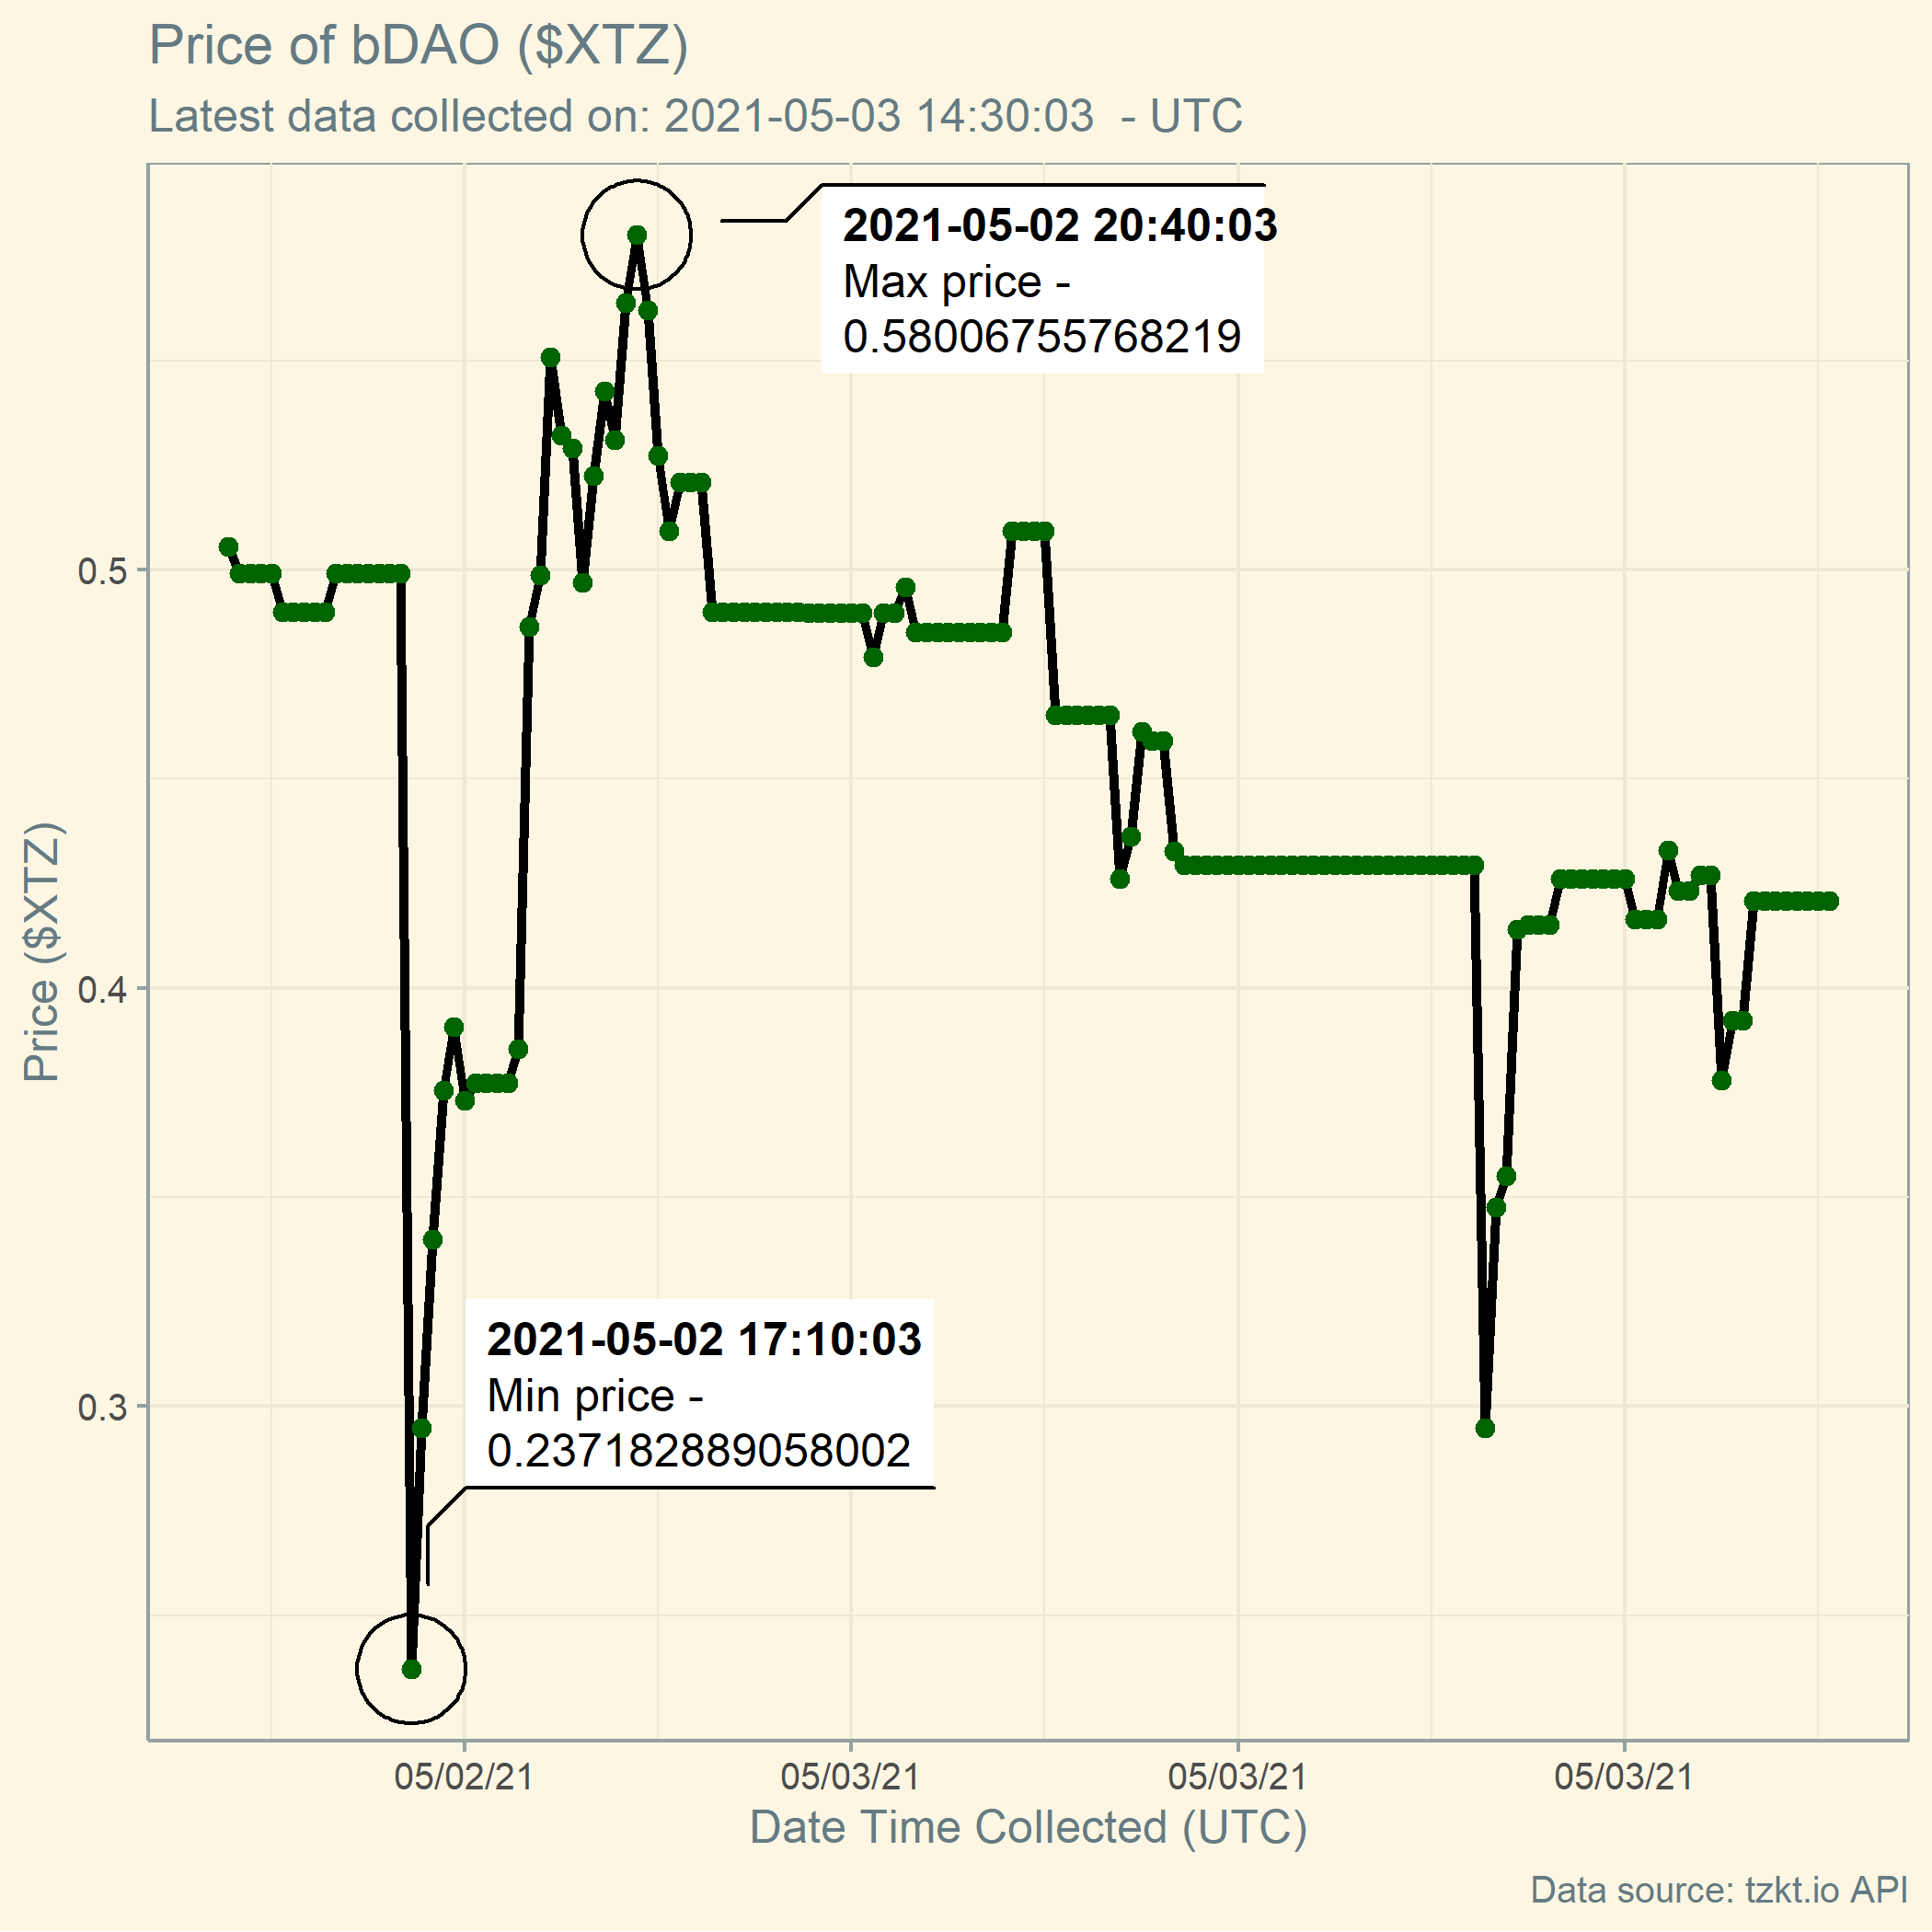 Price of bDAO ($XTZ)
Latest data collected on: 2021-05-03 14:30:03  - UTC
2021-05-02 20:40:03
Max price -
0.58006755768219
0.5
0.4
0.3
Price ($XTZ)
2021-05-02 17:10:03
Min price -
0.237182889058002
05/02/21
05/03/21
05/03/21
05/03/21
Date Time Collected (UTC)
Data source: tzkt.io API